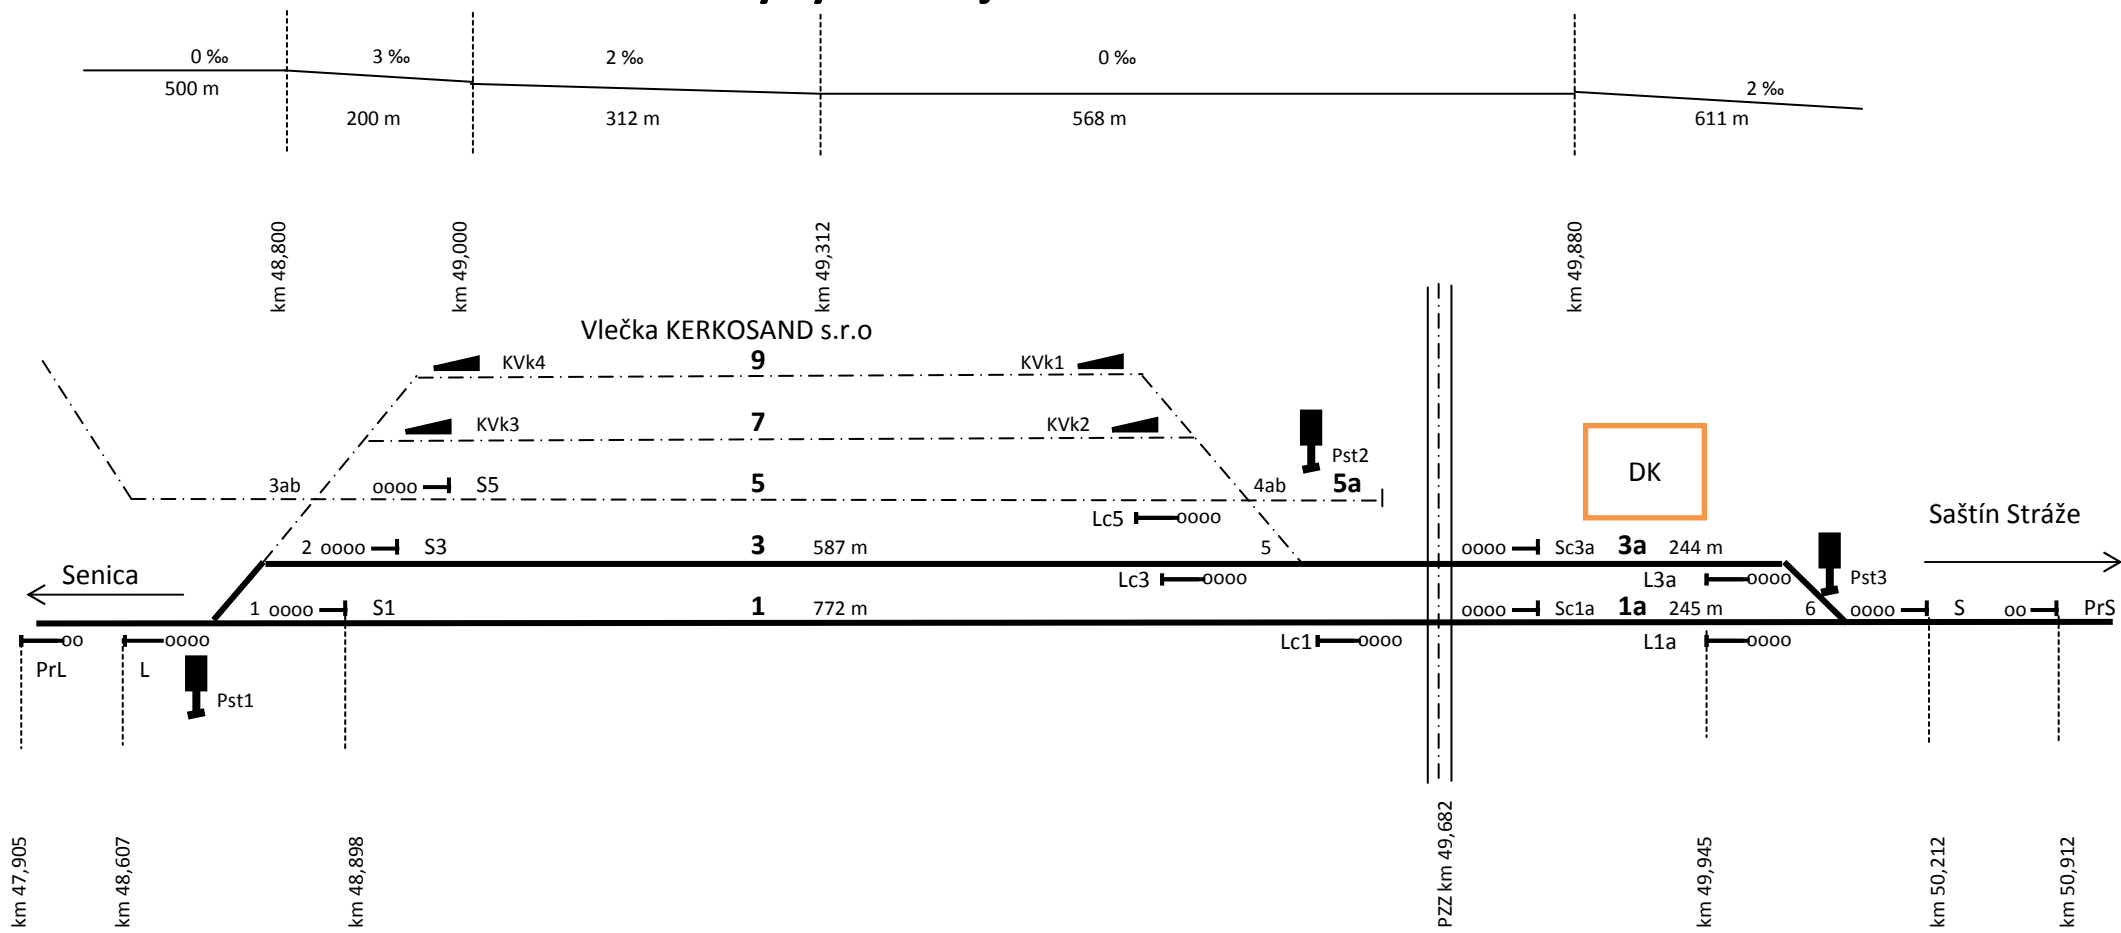 0 ‰
3 ‰
2 ‰
0 ‰
2 ‰
500 m
200 m
312 m
568 m
611 m
km 48,800
km 49,000
km 49,312
km 49,880
Vlečka KERKOSAND s.r.o
KVk4
9
KVk1
KVk3
7
KVk2
Pst2
DK
3ab
oooo
S5
5
4ab
5a
Lc5
oooo
Saštín Stráže
2
oooo
S3
3
587 m
5
oooo
Sc3a
3a
244 m
Senica
Lc3
oooo
L3a
oooo
Pst3
1
oooo
S1
1
772 m
oooo
Sc1a
1a
245 m
6
oooo
S
oo
PrS
oo
oooo
Lc1
oooo
L1a
oooo
PrL
L
Pst1
km 47,905
km 48,607
km 48,898
PZZ km 49,682
km 49,945
km 50,212
km 50,912